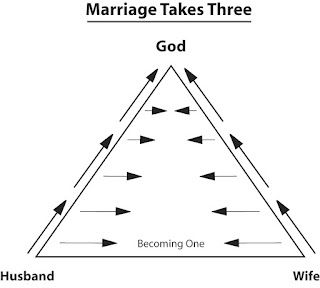 Marriage Takes Three
God
Becoming One
Husband
Wife